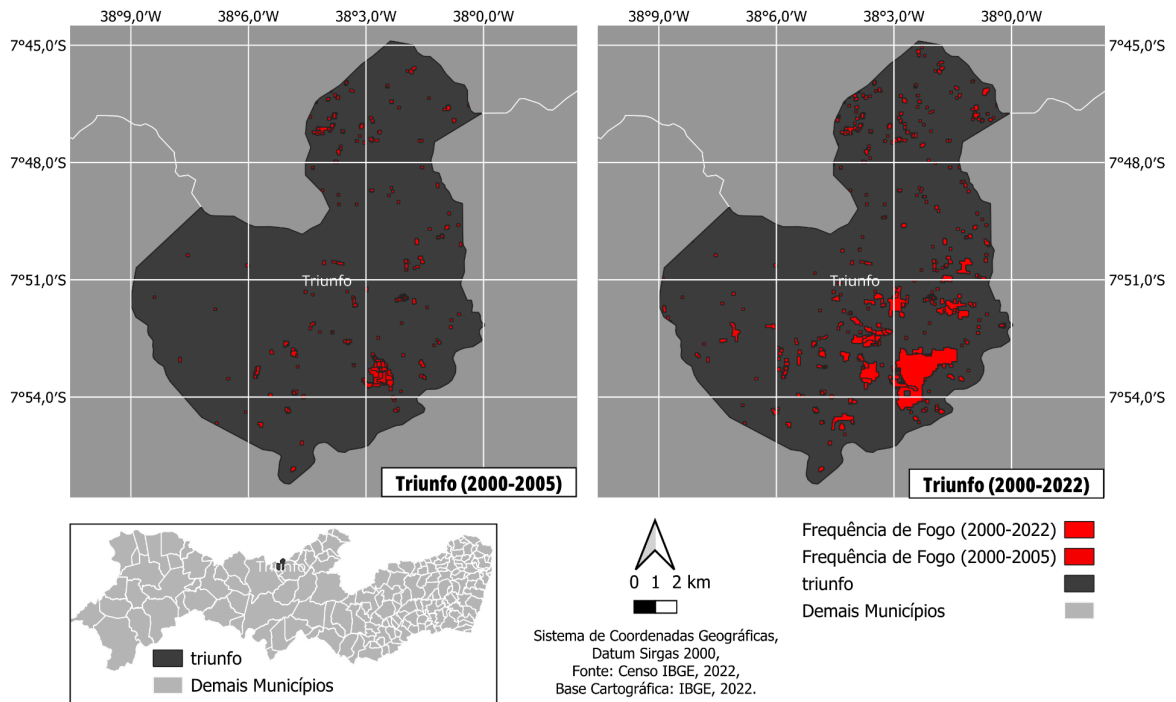 38°9,0′W 38°6,0′W 38°3,0′W 38°0,0′W
38°9,0′W 38°6,0′W 38°3,0′W 38°0,0′W
7°45,0′S
7°48,0′S
7°51,0′S
7°54,0′S
Triunfo
Triunfo (2000-2005)
Triunfo
Triunfo (2000-2022)
7°45,0′S
7°48,0′S
7°51,0′S
7°54,0′S
Triunfo
triunfo
Demais Municípios
0 1 2 km
Sistema de Coordenadas Geográficas,
Datum Sirgas 2000,
Fonte: Censo IBGE, 2022,
Base Cartográfica: IBGE, 2022.
Frequência de Fogo (2000-2022)
Frequência de Fogo (2000-2005)
triunfo
Demais Municípios